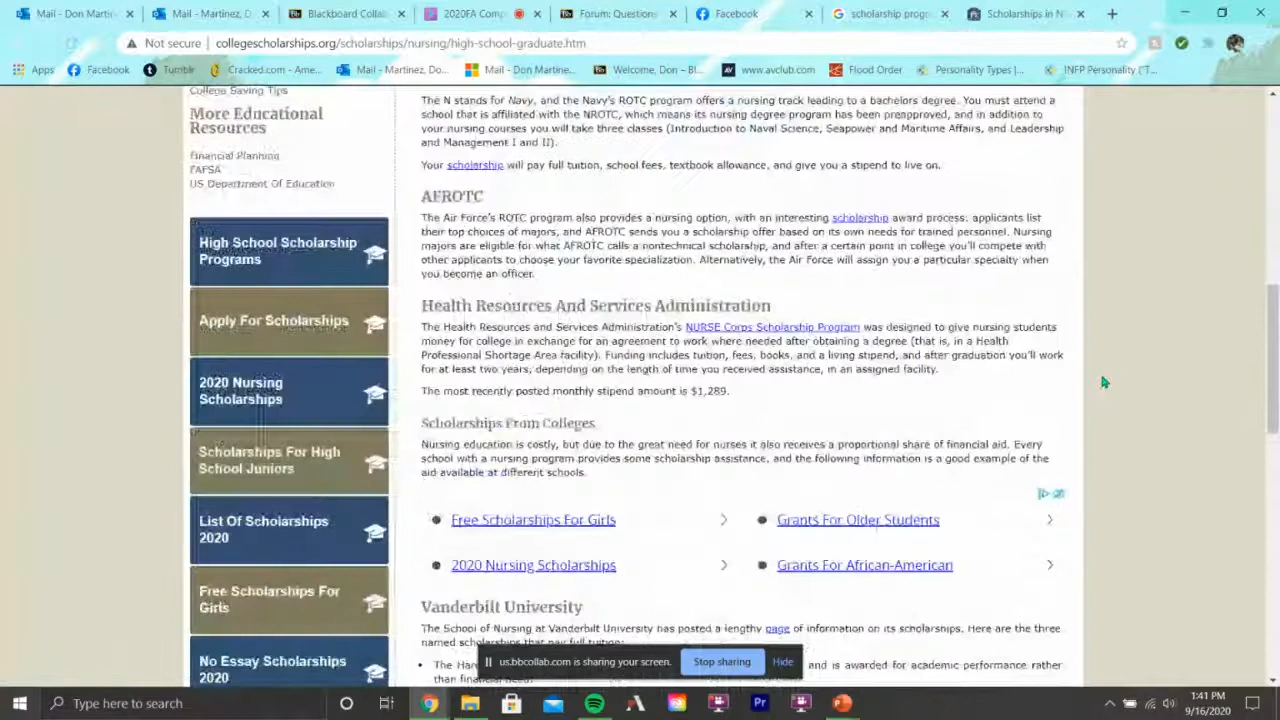 Mail - Don Martin
Mail - Martinez, D
Blackboard Collab
2020FA Comp
Forum: Questions
Facebook
scholarship progr
Scholarships in N
Not secure collegescholarships.org/scholarships/nursing/high-school-graduate.htm
Apps Facebook Tumblr Cracked.com - Ame... Mail - Martinez, Do... Mail - Don Martine... Welcome, Don – Bl... www.avclub.com Flood Order Personality Types |... INFP Personality ("T...
College Saving Tips
More Educational
Resources
Financial Planning
FAFSA
US Department Of Education
High School Scholarship
Programs
Apply For Scholarships
2020 Nursing
Scholarships
Scholarships For High
School Juniors
List Of Scholarships
2020
Free Scholarships For
Girls
No Essay Scholarships
2020
The N stands for Navy, and the Navy's ROTC program offers a nursing track leading to a bachelors degree. You must attend a
school that is affiliated with the NROTC, which means its nursing degree program has been preapproved, and in addition to
your nursing courses you will take three classes (Introduction to Naval Science, Seapower and Maritime Affairs, and Leadership
and Management I and II).
Your scholarship will pay full tuition, school fees, textbook allowance, and give you a stipend to live on.
AFROTC
The Air Force's ROTC program also provides a nursing option, with an interesting scholarship award process: applicants list
their top choices of majors, and AFROTC sends you a scholarship offer based on its own needs for trained personnel. Nursing
majors are eligible for what AFROTC calls a nontechnical scholarship, and after a certain point in college you'll compete with
other applicants to choose your favorite specialization. Alternatively, the Air Force will assign you a particular specialty when
you become an officer.
Health Resources And Services Administration
The Health Resources and Services Administration's NURSE Corps Scholarship Program was designed to give nursing students
money for college in exchange for an agreement to work where needed after obtaining a degree (that is, in a Health
Professional Shortage Area facility). Funding includes tuition, fees, books, and a living stipend, and after graduation you'll work
for at least two years, depending on the length of time you received assistance, in an assigned facility.
The most recently posted monthly stipend amount is $1,289.
Scholarships From Colleges
Nursing education is costly, but due to the great need for nurses it also receives a proportional share of financial aid. Every
school with a nursing program provides some scholarship assistance, and the following information is a good example of the
aid available at different schools.
Free Scholarships For Girls
Grants For Older Students
2020 Nursing Scholarships
Grants For African-American
Vanderbilt University
The School of Nursing at Vanderbilt University has posted a lengthy page of information on its scholarships. Here are the three
named scholarships that pay full tuition:
The and is awarded for academic performance rather
than financial need.
us.bbcollab.com is sharing your screen. Stop sharing Hide
Type here to search
1:41 PM
9/16/2020